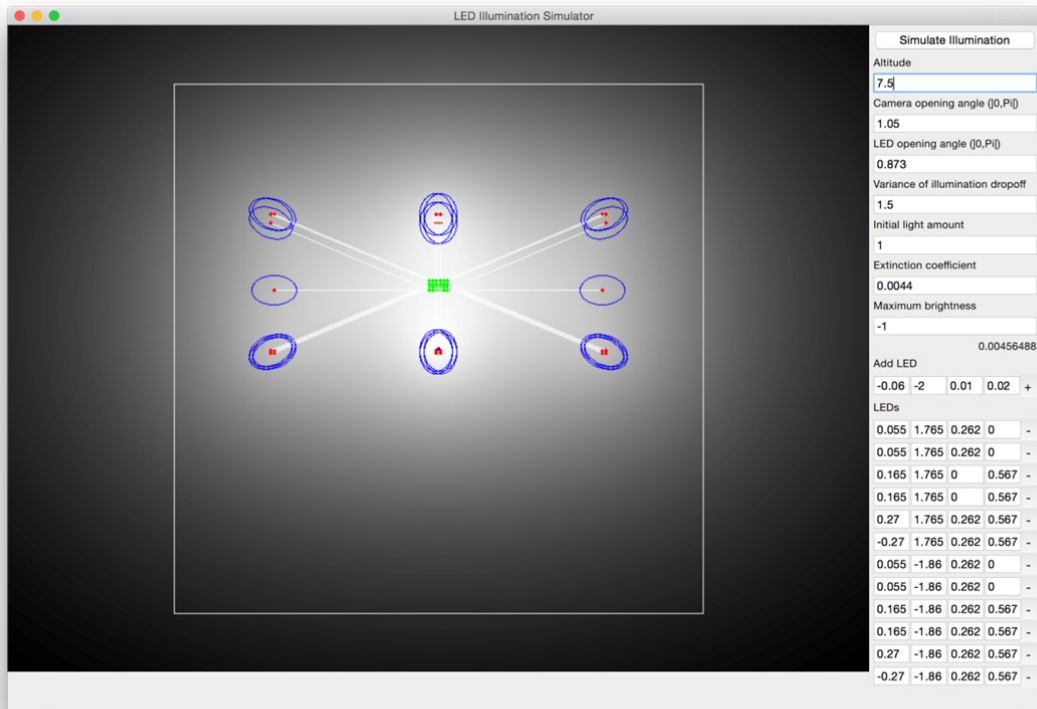 LED Illumination Simulator
Simulate Illumination
Altitude
7.5
Camera opening angle (]0,Pi[)
1.05
LED opening angle (]0,Pi[)
0.873
Variance of illumination dropoff
1.5
Initial light amount
1
Extinction coefficient
0.0044
Maximum brightness
-1
0.00456488
Add LED
-0.06 -2 0.01 0.02 +
LEDs
0.055 1.765 0.262 0 -
0.055 1.765 0.262 0 -
0.165 1.765 0 0.567 -
0.165 1.765 0 0.567 -
0.27 1.765 0.262 0.567 -
-0.27 1.765 0.262 0.567 -
0.055 -1.86 0.262 0 -
0.055 -1.86 0.262 0 -
0.165 -1.86 0.262 0.567 -
0.165 -1.86 0.262 0.567 -
0.27 -1.86 0.262 0.567 -
-0.27 -1.86 0.262 0.567 -